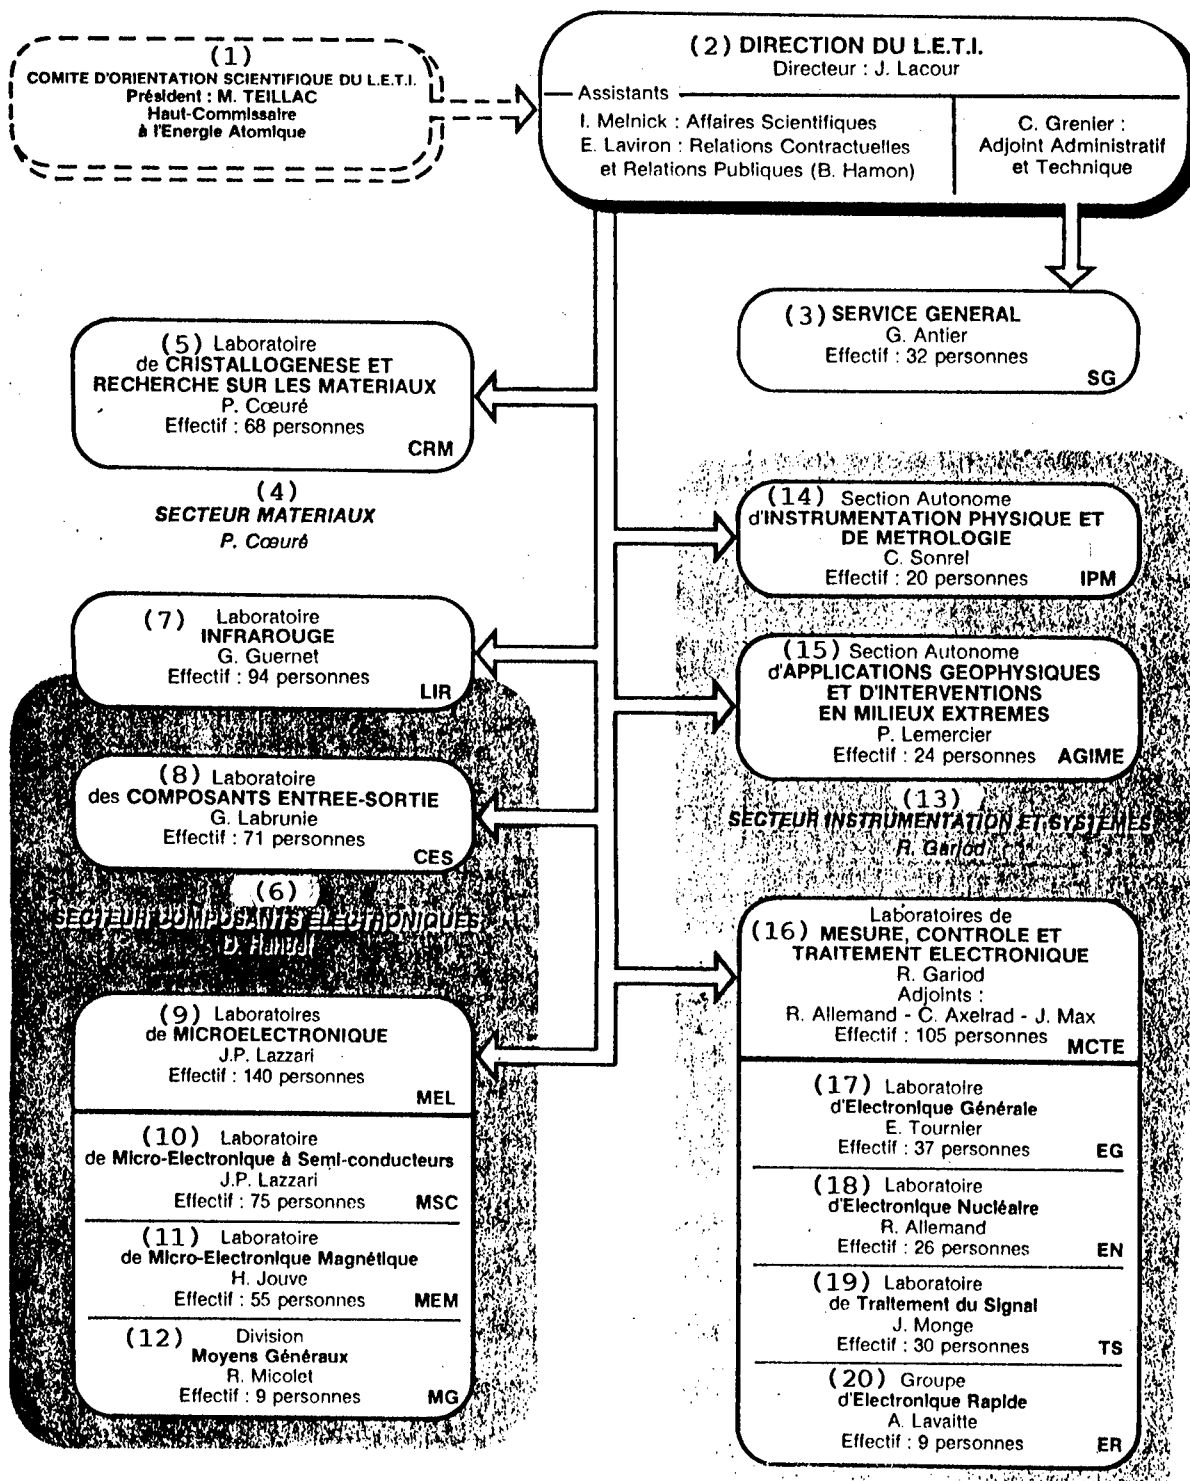 (1)
COMITE D'ORIENTATION SCIENTIFIQUE DU L.E.T.I.
Président : M. TEILLAC
Haut-Commissaire
à l'Energie Atomique
(2) DIRECTION DU L.E.T.I.
Directeur : J. Lacour
Assistants
I. Melnick : Affaires Scientifiques
E. Laviron : Relations Contractuelles
et Relations Publiques (B. Hamon)
C. Grenier :
Adjoint Administratif
et Technique
(3) SERVICE GENERAL
G. Antier
Effectif : 32 personnes
SG
(5) Laboratoire
de CRISTALLOGENESE ET
RECHERCHE SUR LES MATERIAUX
P. Cœuré
Effectif : 68 personnes
CRM
(4)
SECTEUR MATERIAUX
P. Cœuré
(7) Laboratoire
INFRAROUGE
G. Guernet
Effectif : 94 personnes
LIR
(8) Laboratoire
des COMPOSANTS ENTREE-SORTIE
G. Labrunie
Effectif : 71 personnes
CES
(6)
SECTEUR COMPOSANTS ELECTRONIQUES
D.
(9) Laboratoires
de MICROELECTRONIQUE
J.P. Lazzari
Effectif : 140 personnes
MEL
(10) Laboratoire
de Micro-Electronique à Semi-conducteurs
J.P. Lazzari
Effectif : 75 personnes MSC
(11) Laboratoire
de Micro-Electronique Magnétique
H. Jouve
Effectif : 55 personnes MEM
(12) Division
Moyens Généraux
R. Micolet
Effectif : 9 personnes MG
(14) Section Autonome
d'INSTRUMENTATION PHYSIQUE ET
DE METROLOGIE
C. Sonrel
Effectif : 20 personnes IPM
(15) Section Autonome
d'APPLICATIONS GEOPHYSIQUES
ET D'INTERVENTIONS
EN MILIEUX EXTREMES
P. Lemercier
Effectif : 24 personnes AGIME
(13)
SECTEUR INSTRUMENTATION ET SYSTEMES
R. Gariod
(16) Laboratoires de
MESURE, CONTROLE ET
TRAITEMENT ELECTRONIQUE
R. Gariod
Adjoints :
R. Allemand - C. Axelrad - J. Max
Effectif : 105 personnes
MCTE
(17) Laboratoire
d'Electronique Générale
E. Tournier
Effectif : 37 personnes EG
(18) Laboratoire
d'Electronique Nucléaire
R. Allemand
Effectif : 26 personnes EN
(19) Laboratoire
de Traitement du Signal
J. Monge
Effectif : 30 personnes TS
(20) Groupe
d'Electronique Rapide
A. Lavaitte
Effectif : 9 personnes ER